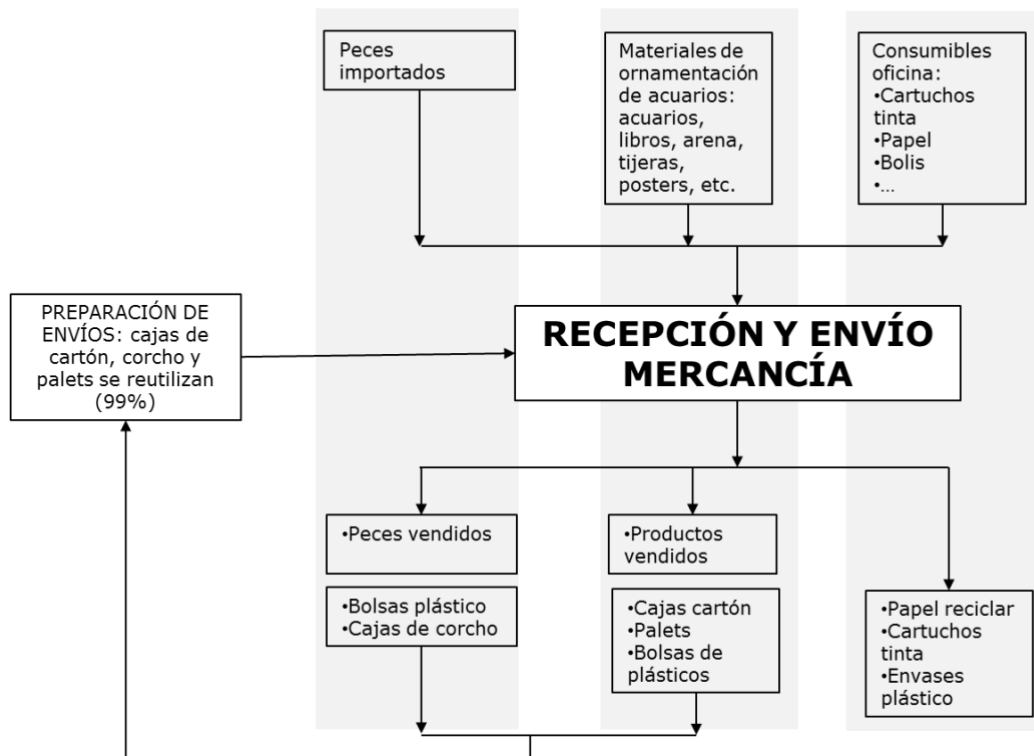 Peces
importados
Materiales de
ornamentación
de acuarios:
acuarios,
libros, arena,
tijeras,
posters, etc.
Consumibles
oficina:
•Cartuchos
tinta
•Papel
•Bolis
•...
PREPARACIÓN DE
ENVÍOS: cajas de
cartón, corcho y
palets se reutilizan
(99%)
RECEPCIÓN Y ENVÍO
MERCANCÍA
•Peces vendidos
•Productos
vendidos
•Bolsas plástico
•Cajas de corcho
•Cajas cartón
•Palets
•Bolsas de
plásticos
•Papel reciclar
•Cartuchos
tinta
•Envases
plástico